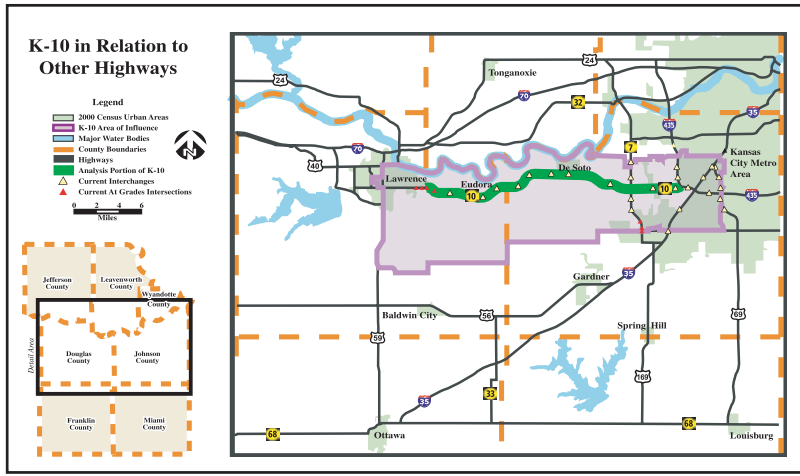 K-10 in Relation to
Other Highways
Legend
2000 Census Urban Areas
K-10 Area of Influence
Major Water Bodies
County Boundaries
Highways
Analysis Portion of K-10
Current Interchanges
Current At Grades Intersections
N
2 0 2 4 6
Miles
Jefferson
County
Leavenworth
County
Wyandotte
County
Detail Area
Douglas
County
Johnson
County
Franklin
County
Miami
County
24
24
Tonganoxie
70
32
35
435
7
70
Kansas
City Metro
Area
40
De Soto
Lawrence
Eudora
10
10
435
Gardner
35
Baldwin City
56
69
Spring Hill
59
169
33
35
68
68
Ottawa
Louisburg